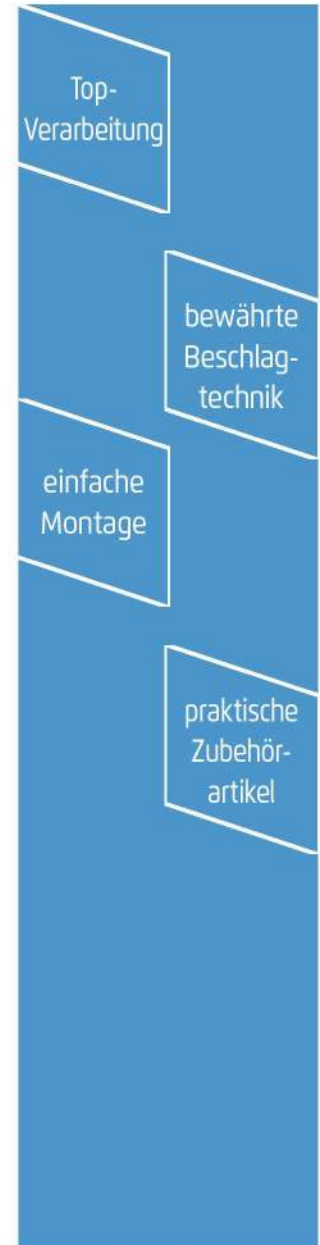 Top-
Verarbeitung
bewährte
Beschlag-
technik
einfache
Montage
praktische
Zubehör-
artikel